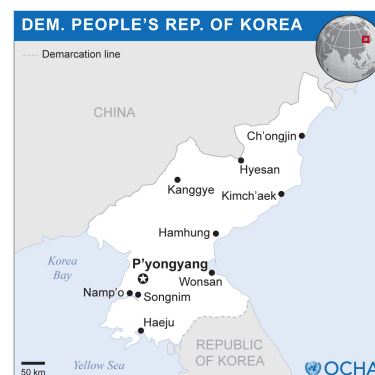 DEM. PEOPLE'S REP. OF KOREA
Demarcation line
CHINA
Ch'ongjin
Hyesan
Kanggye
Kimch'aek
Hamhung
Korea
Bay
P'yongyang
Wonsan
Namp'o
Songnim
Haeju
REPUBLIC
OF KOREA
Yellow Sea
50 km
OCHA